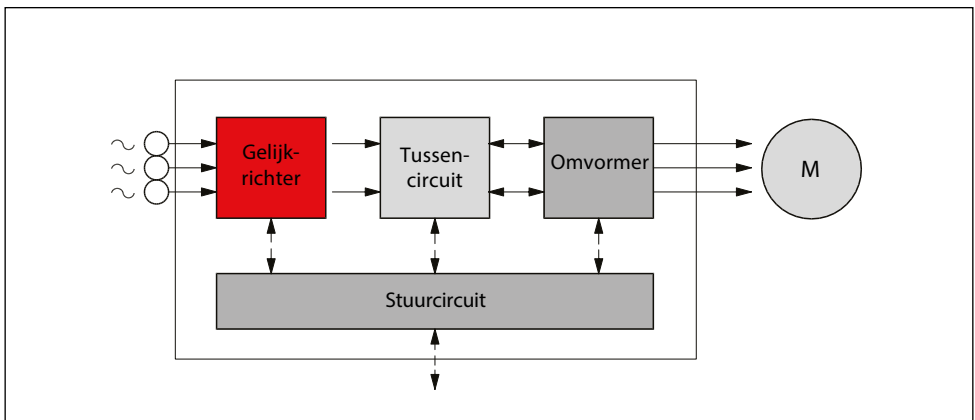 Gelijk-
richter
Tussen-
circuit
Omvormer
M
Stuurcircuit